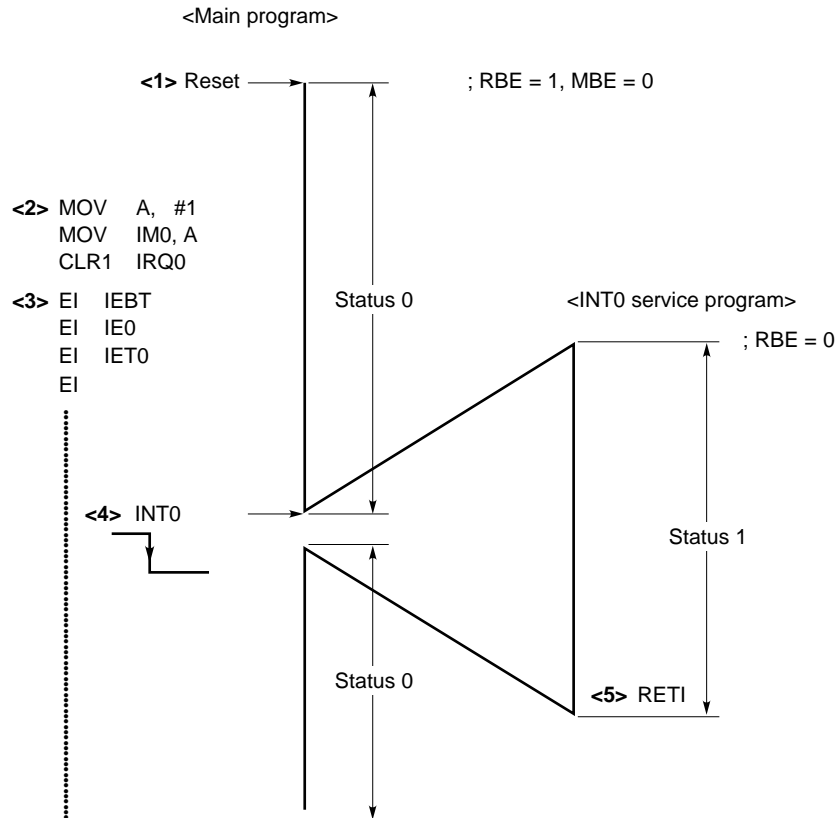 <Main program>
<1> Reset
; RBE = 1, MBE = 0
<2> MOV A, #1
MOV IM0, A
CLR1 IRQ0
<3> EI IEBT
EI IE0
EI IET0
EI
Status 0
<INT0 service program>
; RBE = 0
<4> INT0
Status 1
Status 0
<5> RETI